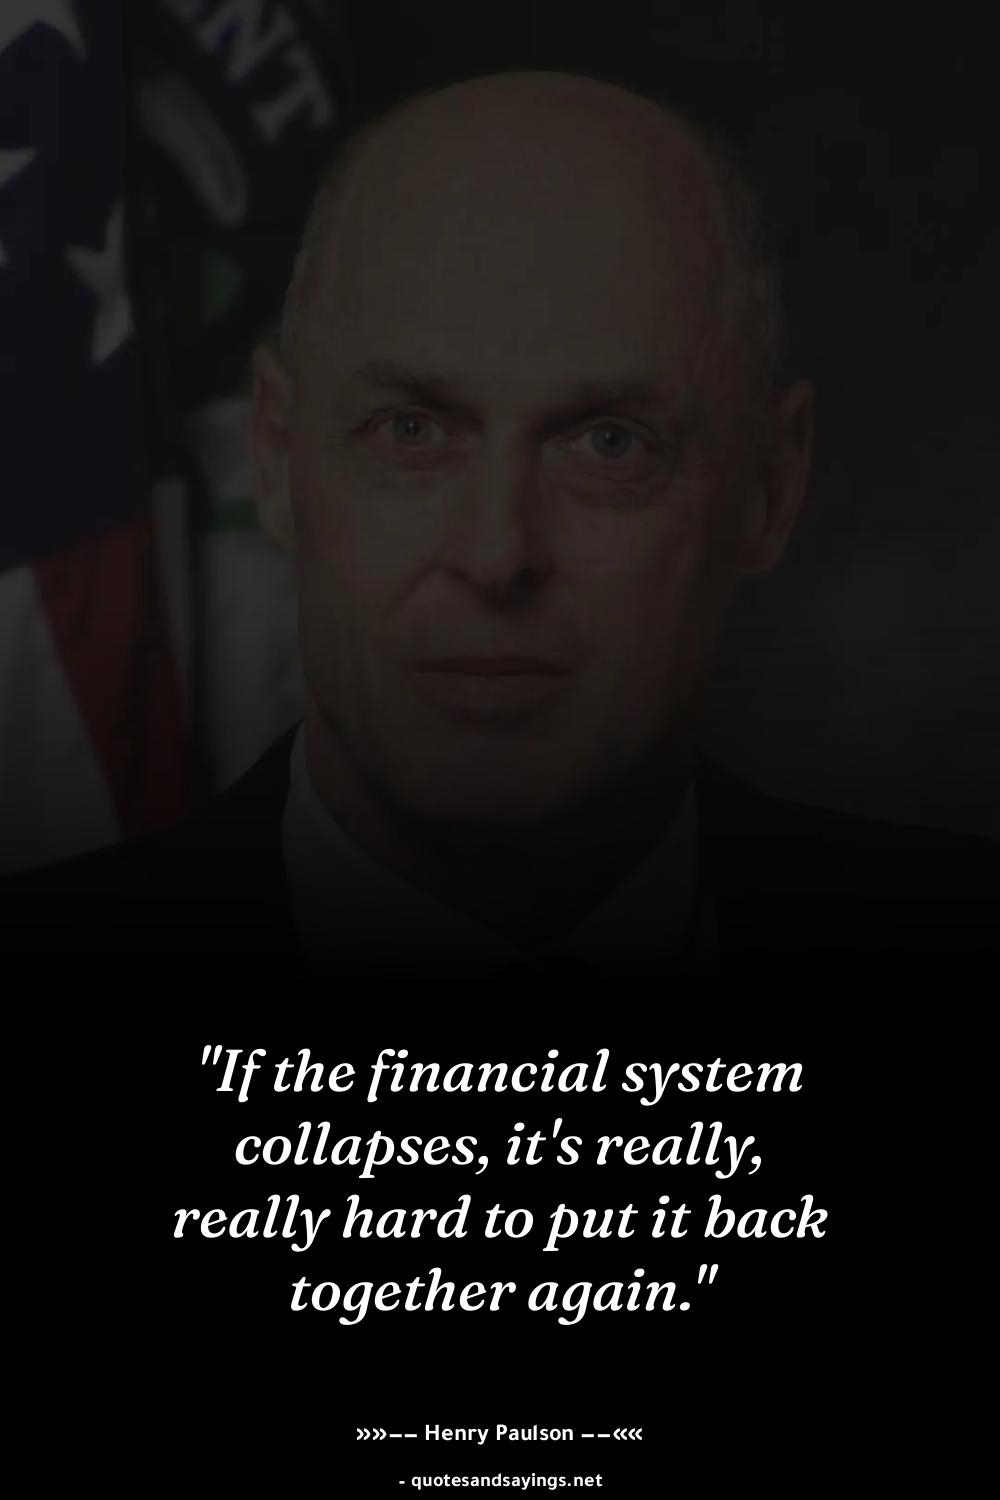 ENT
"If the financial system
collapses, it's really,
really hard to put it back
together again."
»»−− Henry Paulson −−««
- quotesandsayings.net